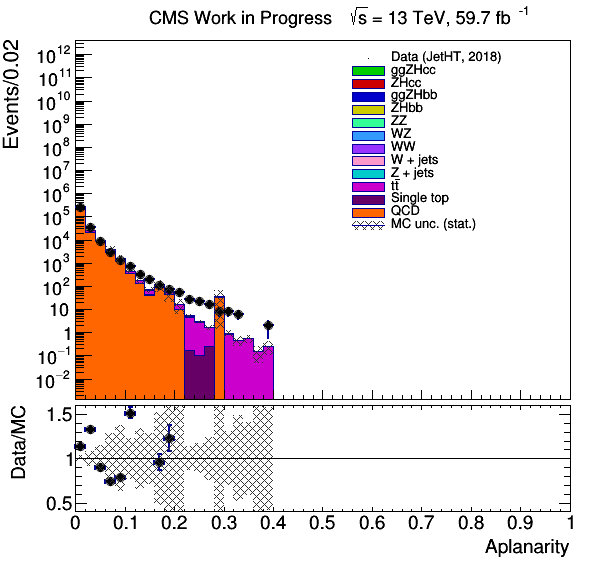 CMS Work in Progress √s = 13 TeV, 59.7 fb⁻¹
Events/0.02
10¹²
10¹¹
10¹⁰
10⁹
10⁸
10⁷
10⁶
10⁵
10⁴
10³
10²
10
1
10⁻¹
10⁻²
Data (JetHT, 2018)
ggZHcc
ZHcc
ggZHbb
ZHbb
ZZ
WZ
WW
W + jets
Z + jets
tt̄
Single top
QCD
MC unc. (stat.)
Data/MC
1.5
1
0.5
0 0.1 0.2 0.3 0.4 0.5 0.6 0.7 0.8 0.9 1
Aplanarity